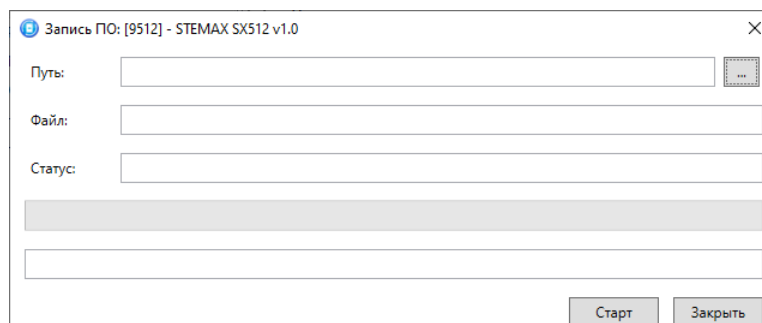 Запись ПО: [9512] - STEMAX SX512 v1.0
Путь:
...
Файл:
Статус:
Старт
Закрыть